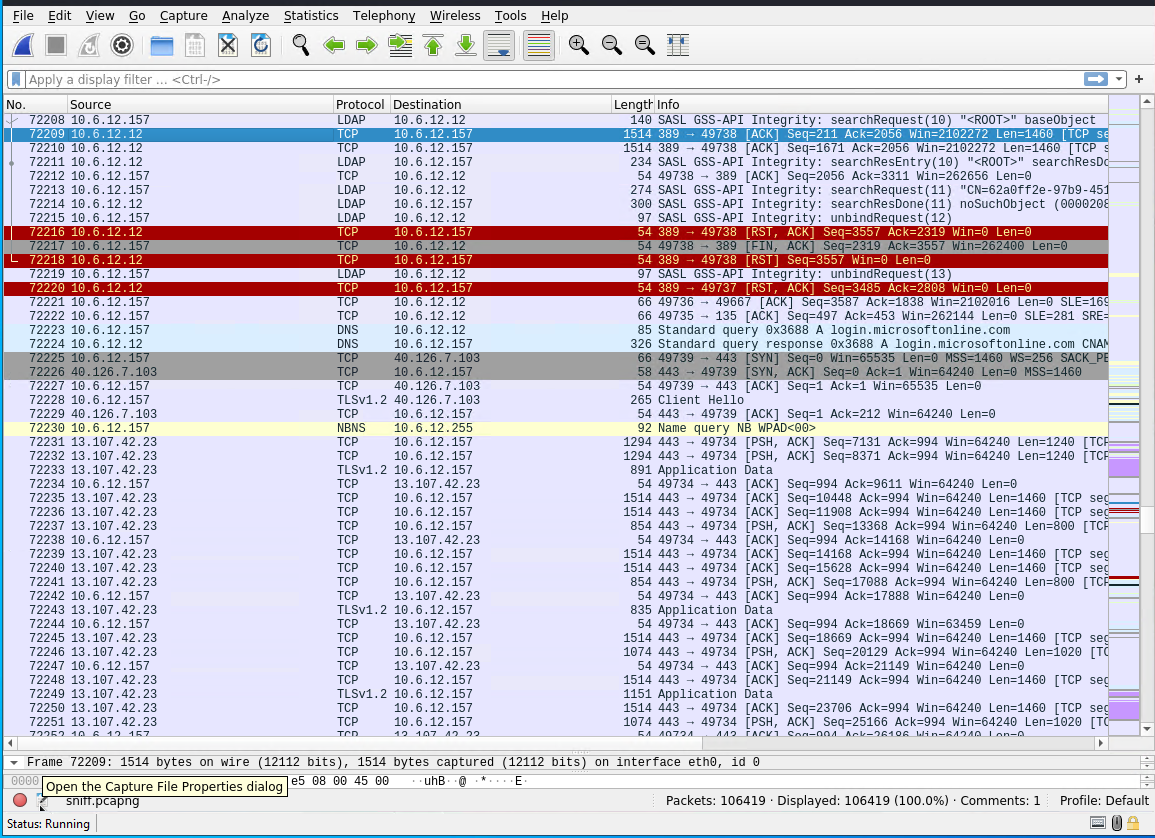 File Edit View Go Capture Analyze Statistics Telephony Wireless Tools Help
Apply a display filter ... <Ctrl-/>
No. Source Protocol Destination Length Info
72208 10.6.12.157 LDAP 10.6.12.12 140 SASL GSS-API Integrity: searchRequest(10) "<ROOT>" baseObject
72209 10.6.12.12 TCP 10.6.12.157 1514 389 → 49738 [ACK] Seq=211 Ack=2056 Win=2102272 Len=1460 [TCP se
72210 10.6.12.12 TCP 10.6.12.157 1514 389 → 49738 [ACK] Seq=1671 Ack=2056 Win=2102272 Len=1460 [TCP s
72211 10.6.12.12 LDAP 10.6.12.157 234 SASL GSS-API Integrity: searchResEntry(10) "<ROOT>" searchResDo
72212 10.6.12.157 TCP 10.6.12.12 54 49738 → 389 [ACK] Seq=2056 Ack=3311 Win=262656 Len=0
72213 10.6.12.157 LDAP 10.6.12.12 274 SASL GSS-API Integrity: searchRequest(11) "CN=62a0ff2e-97b9-451
72214 10.6.12.12 LDAP 10.6.12.157 300 SASL GSS-API Integrity: searchResDone(11) noSuchObject (0000208
72215 10.6.12.157 LDAP 10.6.12.12 97 SASL GSS-API Integrity: unbindRequest(12)
72216 10.6.12.12 TCP 10.6.12.157 54 389 → 49738 [RST, ACK] Seq=3557 Ack=2319 Win=0 Len=0
72217 10.6.12.157 TCP 10.6.12.12 54 49738 → 389 [FIN, ACK] Seq=2319 Ack=3557 Win=262400 Len=0
72218 10.6.12.12 TCP 10.6.12.157 54 389 → 49738 [RST] Seq=3557 Win=0 Len=0
72219 10.6.12.157 LDAP 10.6.12.12 97 SASL GSS-API Integrity: unbindRequest(13)
72220 10.6.12.12 TCP 10.6.12.157 54 389 → 49737 [RST, ACK] Seq=3485 Ack=2808 Win=0 Len=0
72221 10.6.12.157 TCP 10.6.12.12 66 49736 → 49667 [ACK] Seq=3587 Ack=1838 Win=2102016 Len=0 SLE=169
72222 10.6.12.157 TCP 10.6.12.12 66 49735 → 135 [ACK] Seq=497 Ack=453 Win=262144 Len=0 SLE=281 SRE=
72223 10.6.12.157 DNS 10.6.12.12 85 Standard query 0x3688 A login.microsoftonline.com
72224 10.6.12.12 DNS 10.6.12.157 326 Standard query response 0x3688 A login.microsoftonline.com CNAM
72225 10.6.12.157 TCP 40.126.7.103 66 49739 → 443 [SYN] Seq=0 Win=65535 Len=0 MSS=1460 WS=256 SACK_PE
72226 40.126.7.103 TCP 10.6.12.157 58 443 → 49739 [SYN, ACK] Seq=0 Ack=1 Win=64240 Len=0 MSS=1460
72227 10.6.12.157 TCP 40.126.7.103 54 49739 → 443 [ACK] Seq=1 Ack=1 Win=65535 Len=0
72228 10.6.12.157 TLSv1.2 40.126.7.103 265 Client Hello
72229 40.126.7.103 TCP 10.6.12.157 54 443 → 49739 [ACK] Seq=1 Ack=212 Win=64240 Len=0
72230 10.6.12.157 NBNS 10.6.12.255 92 Name query NB WPAD<00>
72231 13.107.42.23 TCP 10.6.12.157 1294 443 → 49734 [PSH, ACK] Seq=7131 Ack=994 Win=64240 Len=1240 [TCP
72232 13.107.42.23 TCP 10.6.12.157 1294 443 → 49734 [PSH, ACK] Seq=8371 Ack=994 Win=64240 Len=1240 [TCP
72233 13.107.42.23 TLSv1.2 10.6.12.157 891 Application Data
72234 10.6.12.157 TCP 13.107.42.23 54 49734 → 443 [ACK] Seq=994 Ack=9611 Win=64240 Len=0
72235 13.107.42.23 TCP 10.6.12.157 1514 443 → 49734 [ACK] Seq=10448 Ack=994 Win=64240 Len=1460 [TCP seg
72236 13.107.42.23 TCP 10.6.12.157 1514 443 → 49734 [ACK] Seq=11908 Ack=994 Win=64240 Len=1460 [TCP seg
72237 13.107.42.23 TCP 10.6.12.157 854 443 → 49734 [PSH, ACK] Seq=13368 Ack=994 Win=64240 Len=800 [TCP
72238 10.6.12.157 TCP 13.107.42.23 54 49734 → 443 [ACK] Seq=994 Ack=14168 Win=64240 Len=0
72239 13.107.42.23 TCP 10.6.12.157 1514 443 → 49734 [ACK] Seq=14168 Ack=994 Win=64240 Len=1460 [TCP seg
72240 13.107.42.23 TCP 10.6.12.157 1514 443 → 49734 [ACK] Seq=15628 Ack=994 Win=64240 Len=1460 [TCP seg
72241 13.107.42.23 TCP 10.6.12.157 854 443 → 49734 [PSH, ACK] Seq=17088 Ack=994 Win=64240 Len=800 [TCP
72242 10.6.12.157 TCP 13.107.42.23 54 49734 → 443 [ACK] Seq=994 Ack=17888 Win=64240 Len=0
72243 13.107.42.23 TLSv1.2 10.6.12.157 835 Application Data
72244 10.6.12.157 TCP 13.107.42.23 54 49734 → 443 [ACK] Seq=994 Ack=18669 Win=63459 Len=0
72245 13.107.42.23 TCP 10.6.12.157 1514 443 → 49734 [ACK] Seq=18669 Ack=994 Win=64240 Len=1460 [TCP seg
72246 13.107.42.23 TCP 10.6.12.157 1074 443 → 49734 [PSH, ACK] Seq=20129 Ack=994 Win=64240 Len=1020 [TC
72247 10.6.12.157 TCP 13.107.42.23 54 49734 → 443 [ACK] Seq=994 Ack=21149 Win=64240 Len=0
72248 13.107.42.23 TCP 10.6.12.157 1514 443 → 49734 [ACK] Seq=21149 Ack=994 Win=64240 Len=1460 [TCP seg
72249 13.107.42.23 TLSv1.2 10.6.12.157 1151 Application Data
72250 13.107.42.23 TCP 10.6.12.157 1514 443 → 49734 [ACK] Seq=23706 Ack=994 Win=64240 Len=1460 [TCP seg
72251 13.107.42.23 TCP 10.6.12.157 1074 443 → 49734 [PSH, ACK] Seq=25166 Ack=994 Win=64240 Len=1020 [TC
72252 10.6.12.157 TCP 13.107.42.23 54 49734 → 443 [ACK] Seq=994 Ack=26186 Win=64240 Len=0
Frame 72209: 1514 bytes on wire (12112 bits), 1514 bytes captured (12112 bits) on interface eth0, id 0
0000 e5 08 00 45 00 ··uhB··@ ·*····E·
Open the Capture File Properties dialog
sniff.pcapng Packets: 106419 · Displayed: 106419 (100.0%) · Comments: 1 Profile: Default
Status: Running